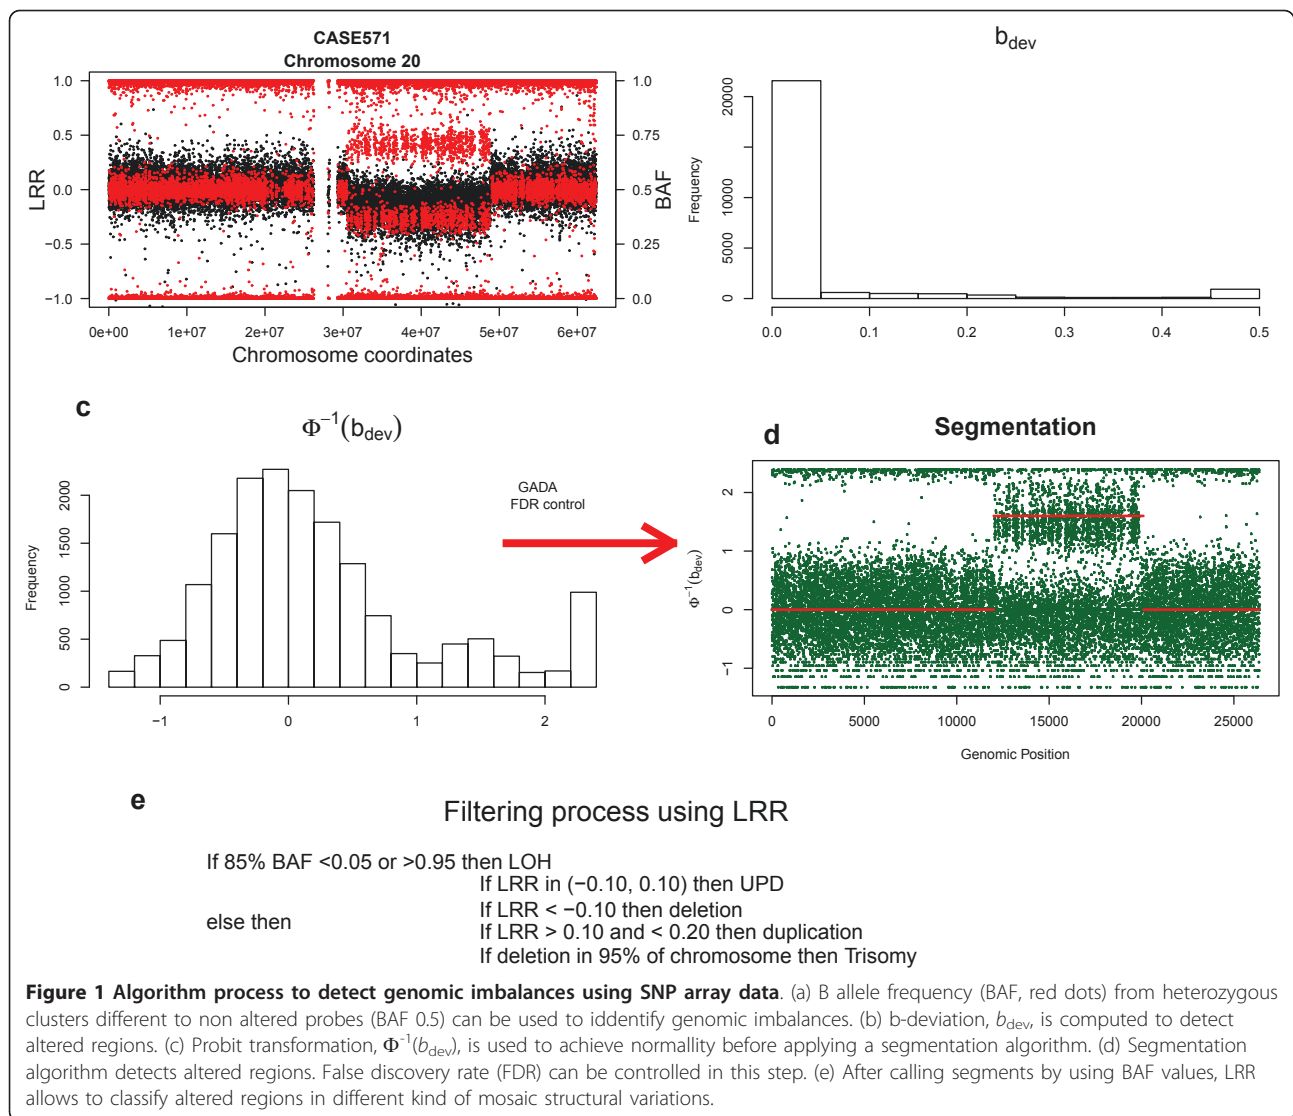 CASE571
Chromosome 20
1.0
0.5
0.0
−0.5
−1.0
LRR
1.0
0.75
0.5
0.25
0.0
BAF
0e+00 1e+07 2e+07 3e+07 4e+07 5e+07 6e+07
Chromosome coordinates
b_dev
Frequency
20000
10000
5000
0
0.0 0.1 0.2 0.3 0.4 0.5
c
Φ⁻¹(b_dev)
Frequency
2000
1500
1000
500
0
−1 0 1 2
GADA
FDR control
d
Segmentation
Φ⁻¹(b_dev)
2
1
0
−1
0 5000 10000 15000 20000 25000
Genomic Position
e
Filtering process using LRR
If 85% BAF <0.05 or >0.95 then LOH
If LRR in (−0.10, 0.10) then UPD
else then
If LRR < −0.10 then deletion
If LRR > 0.10 and < 0.20 then duplication
If deletion in 95% of chromosome then Trisomy
Figure 1 Algorithm process to detect genomic imbalances using SNP array data. (a) B allele frequency (BAF, red dots) from heterozygous
clusters different to non altered probes (BAF 0.5) can be used to iddentify genomic imbalances. (b) b-deviation, b_dev, is computed to detect
altered regions. (c) Probit transformation, Φ⁻¹(b_dev), is used to achieve normallity before applying a segmentation algorithm. (d) Segmentation
algorithm detects altered regions. False discovery rate (FDR) can be controlled in this step. (e) After calling segments by using BAF values, LRR
allows to classify altered regions in different kind of mosaic structural variations.